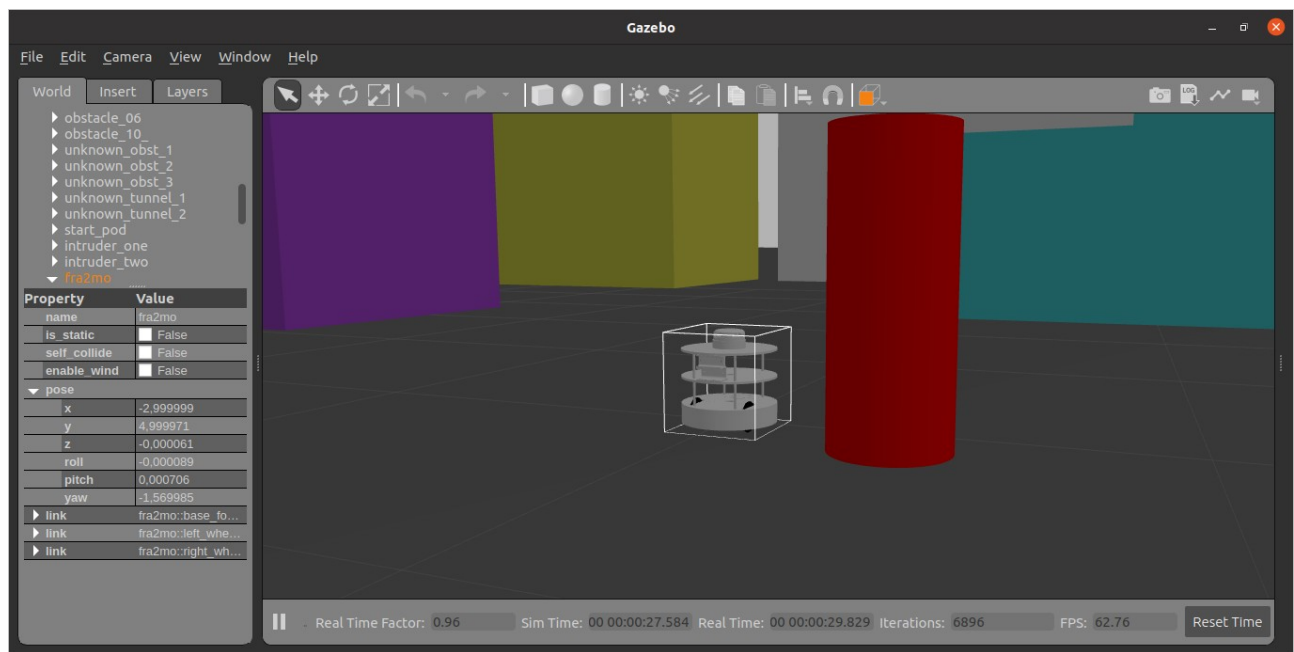 Gazebo
File Edit Camera View Window Help
World Insert Layers
obstacle_06
obstacle_10_
unknown_obst_1
unknown_obst_2
unknown_obst_3
unknown_tunnel_1
unknown_tunnel_2
start_pod
intruder_one
intruder_two
fra2mo
Property Value
name fra2mo
is_static False
self_collide False
enable_wind False
pose
x -2,999999
y 4,999971
z -0,000061
roll -0,000089
pitch 0,000706
yaw -1,569985
link fra2mo::base_fo...
link fra2mo::left_whe...
link fra2mo::right_wh...
LOG
Real Time Factor: 0.96 Sim Time: 00 00:00:27.584 Real Time: 00 00:00:29.829 Iterations: 6896 FPS: 62.76 Reset Time